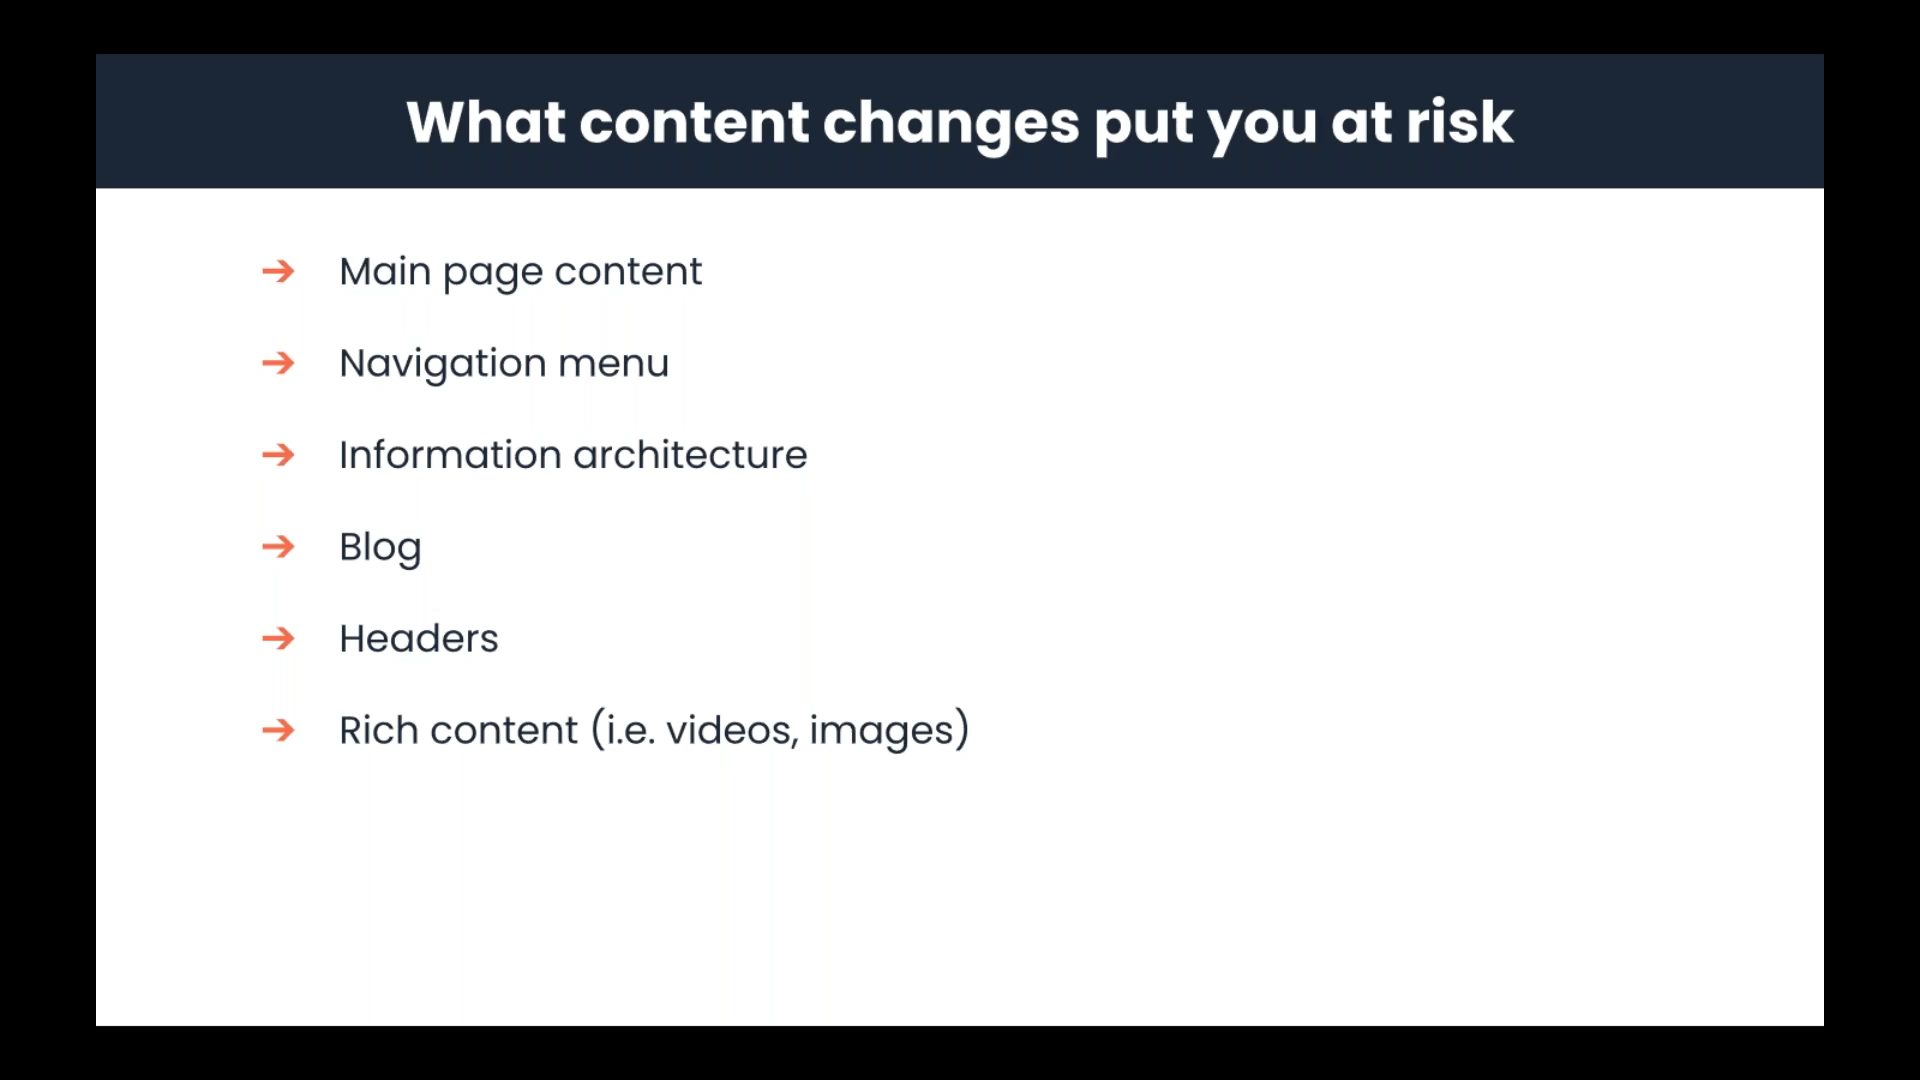 What content changes put you at risk
➔ Main page content
➔ Navigation menu
➔ Information architecture
➔ Blog
➔ Headers
➔ Rich content (i.e. videos, images)